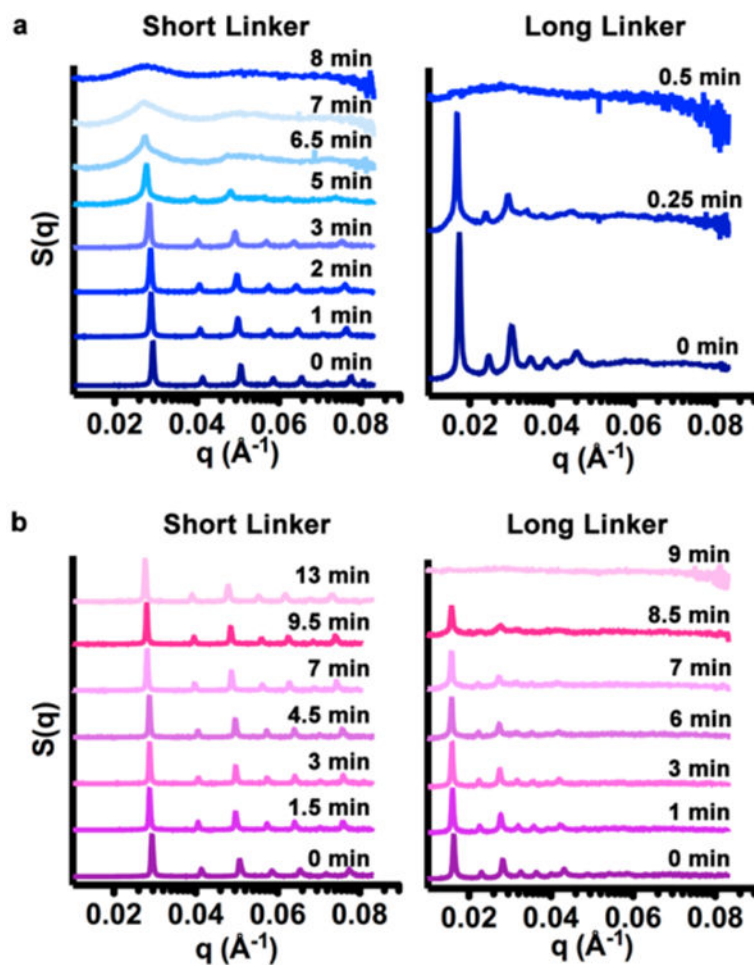 a
Short Linker
8 min
7 min
6.5 min
5 min
3 min
2 min
1 min
0 min
S(q)
0.02 0.04 0.06 0.08
q (Å⁻¹)
Long Linker
0.5 min
0.25 min
0 min
0.02 0.04 0.06 0.08
q (Å⁻¹)
b
Short Linker
13 min
9.5 min
7 min
4.5 min
3 min
1.5 min
0 min
S(q)
0.02 0.04 0.06 0.08
q (Å⁻¹)
Long Linker
9 min
8.5 min
7 min
6 min
3 min
1 min
0 min
0.02 0.04 0.06 0.08
q (Å⁻¹)